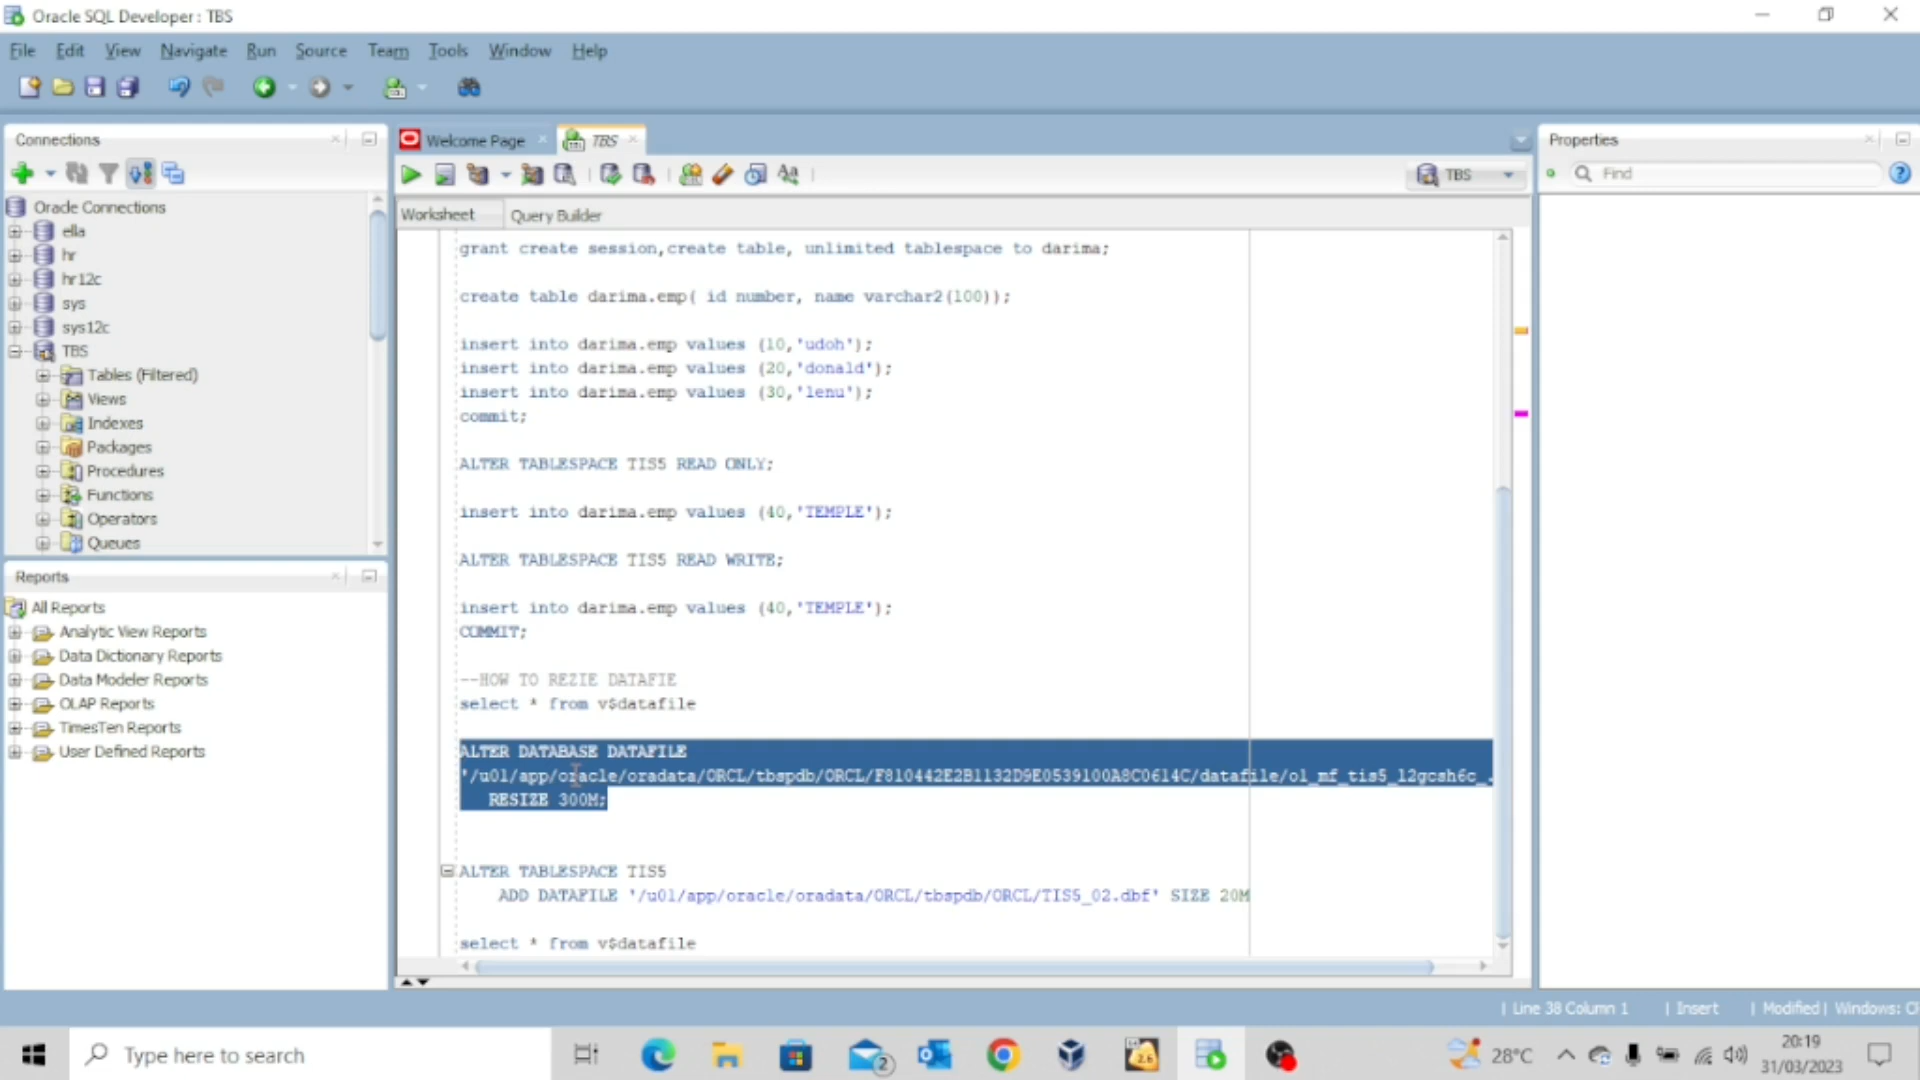 Oracle SQL Developer : TBS
File Edit View Navigate Run Source Team Tools Window Help
Connections
Oracle Connections
ella
hr
hr12c
sys
sys12c
TBS
Tables (Filtered)
Views
Indexes
Packages
Procedures
Functions
Operators
Queues
Reports
All Reports
Analytic View Reports
Data Dictionary Reports
Data Modeler Reports
OLAP Reports
TimesTen Reports
User Defined Reports
Welcome Page TBS
TBS
Worksheet Query Builder
grant create session,create table, unlimited tablespace to darima;
create table darima.emp( id number, name varchar2(100));
insert into darima.emp values (10,'udoh');
insert into darima.emp values (20,'donald');
insert into darima.emp values (30,'lenu');
commit;
ALTER TABLESPACE TIS5 READ ONLY;
insert into darima.emp values (40,'TEMPLE');
ALTER TABLESPACE TIS5 READ WRITE;
insert into darima.emp values (40,'TEMPLE');
COMMIT;
--HOW TO REZIE DATAFIE
select * from v$datafile
ALTER DATABASE DATAFILE
'/u01/app/oracle/oradata/ORCL/tbspdb/ORCL/F810442E2B1132D9E0539100A8C0614C/datafile/o1_mf_tis5_l2gcsh6c_.
RESIZE 300M;
ALTER TABLESPACE TIS5
ADD DATAFILE '/u01/app/oracle/oradata/ORCL/tbspdb/ORCL/TIS5_02.dbf' SIZE 20M
select * from v$datafile
Properties
Find
Line 38 Column 1 | Insert | Modified | Windows:
Type here to search
2
2.6
28°C
20:19
31/03/2023